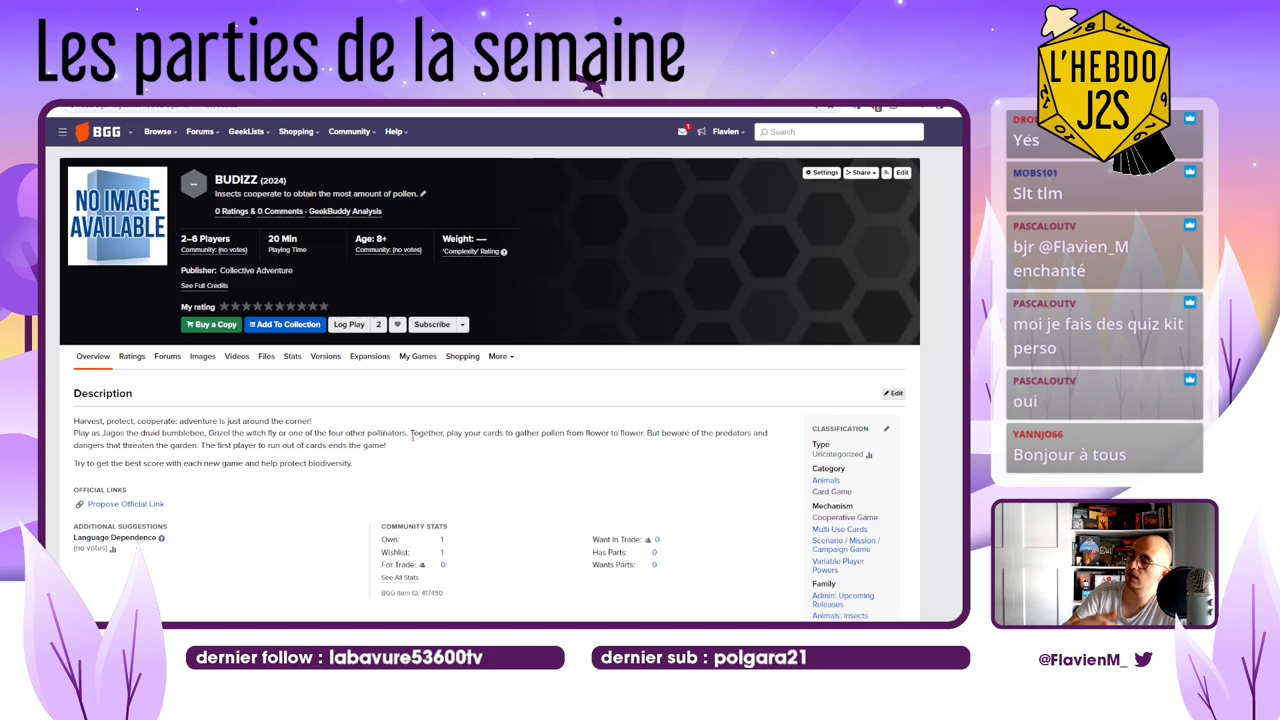 Les parties de la semaine
L'HEBDO
J2S
BGG
Browse
Forums
GeekLists
Shopping
Community
Help
1
Flavien
Search
NO IMAGE
AVAILABLE
--
BUDIZZ (2024)
Insects cooperate to obtain the most amount of pollen.
0 Ratings & 0 Comments · GeekBuddy Analysis
Settings
Share
Edit
2–6 Players
Community: (no votes)
20 Min
Playing Time
Age: 8+
Community: (no votes)
Weight: —
'Complexity' Rating
Publisher: Collective Adventure
See Full Credits
My rating
Buy a Copy
Add To Collection
Log Play
2
Subscribe
Overview
Ratings
Forums
Images
Videos
Files
Stats
Versions
Expansions
My Games
Shopping
More
Description
Edit
Harvest, protect, cooperate: adventure is just around the corner!
Play as Jagos the druid bumblebee, Grizel the witch fly or one of the four other pollinators. Together, play your cards to gather pollen from flower to flower. But beware of the predators and
dangers that threaten the garden. The first player to run out of cards ends the game!
Try to get the best score with each new game and help protect biodiversity.
OFFICIAL LINKS
Propose Official Link
ADDITIONAL SUGGESTIONS
Language Dependence
(no votes)
COMMUNITY STATS
Own: 1
Wishlist: 1
For Trade: 0
See All Stats
BGG Item ID: 417450
Want In Trade: 0
Has Parts: 0
Wants Parts: 0
CLASSIFICATION
Type
Uncategorized
Category
Animals
Card Game
Mechanism
Cooperative Game
Multi-Use Cards
Scenario / Mission /
Campaign Game
Variable Player
Powers
Family
Admin: Upcoming
Releases
Animals: Insects
Yes
MOBS101
Slt tlm
PASCALOUTV
bjr @Flavien_M
enchanté
PASCALOUTV
moi je fais des quiz kit
perso
PASCALOUTV
oui
YANNJO66
Bonjour à tous
dernier follow : labavure53600tv
dernier sub : polgara21
@FlavienM_